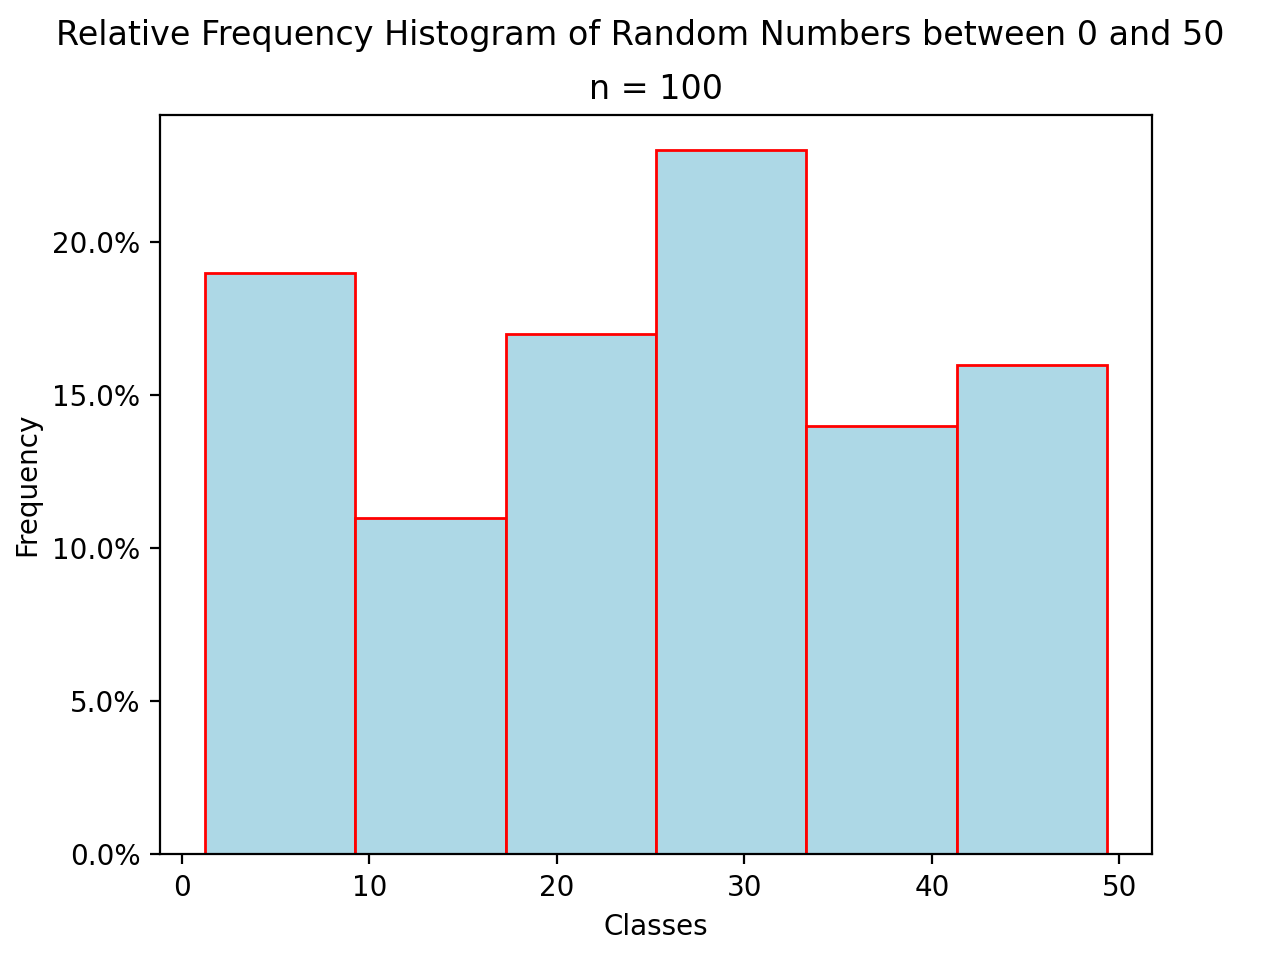 Relative Frequency Histogram of Random Numbers between 0 and 50
n = 100
20.0%
15.0%
10.0%
5.0%
0.0%
Frequency
0 10 20 30 40 50
Classes